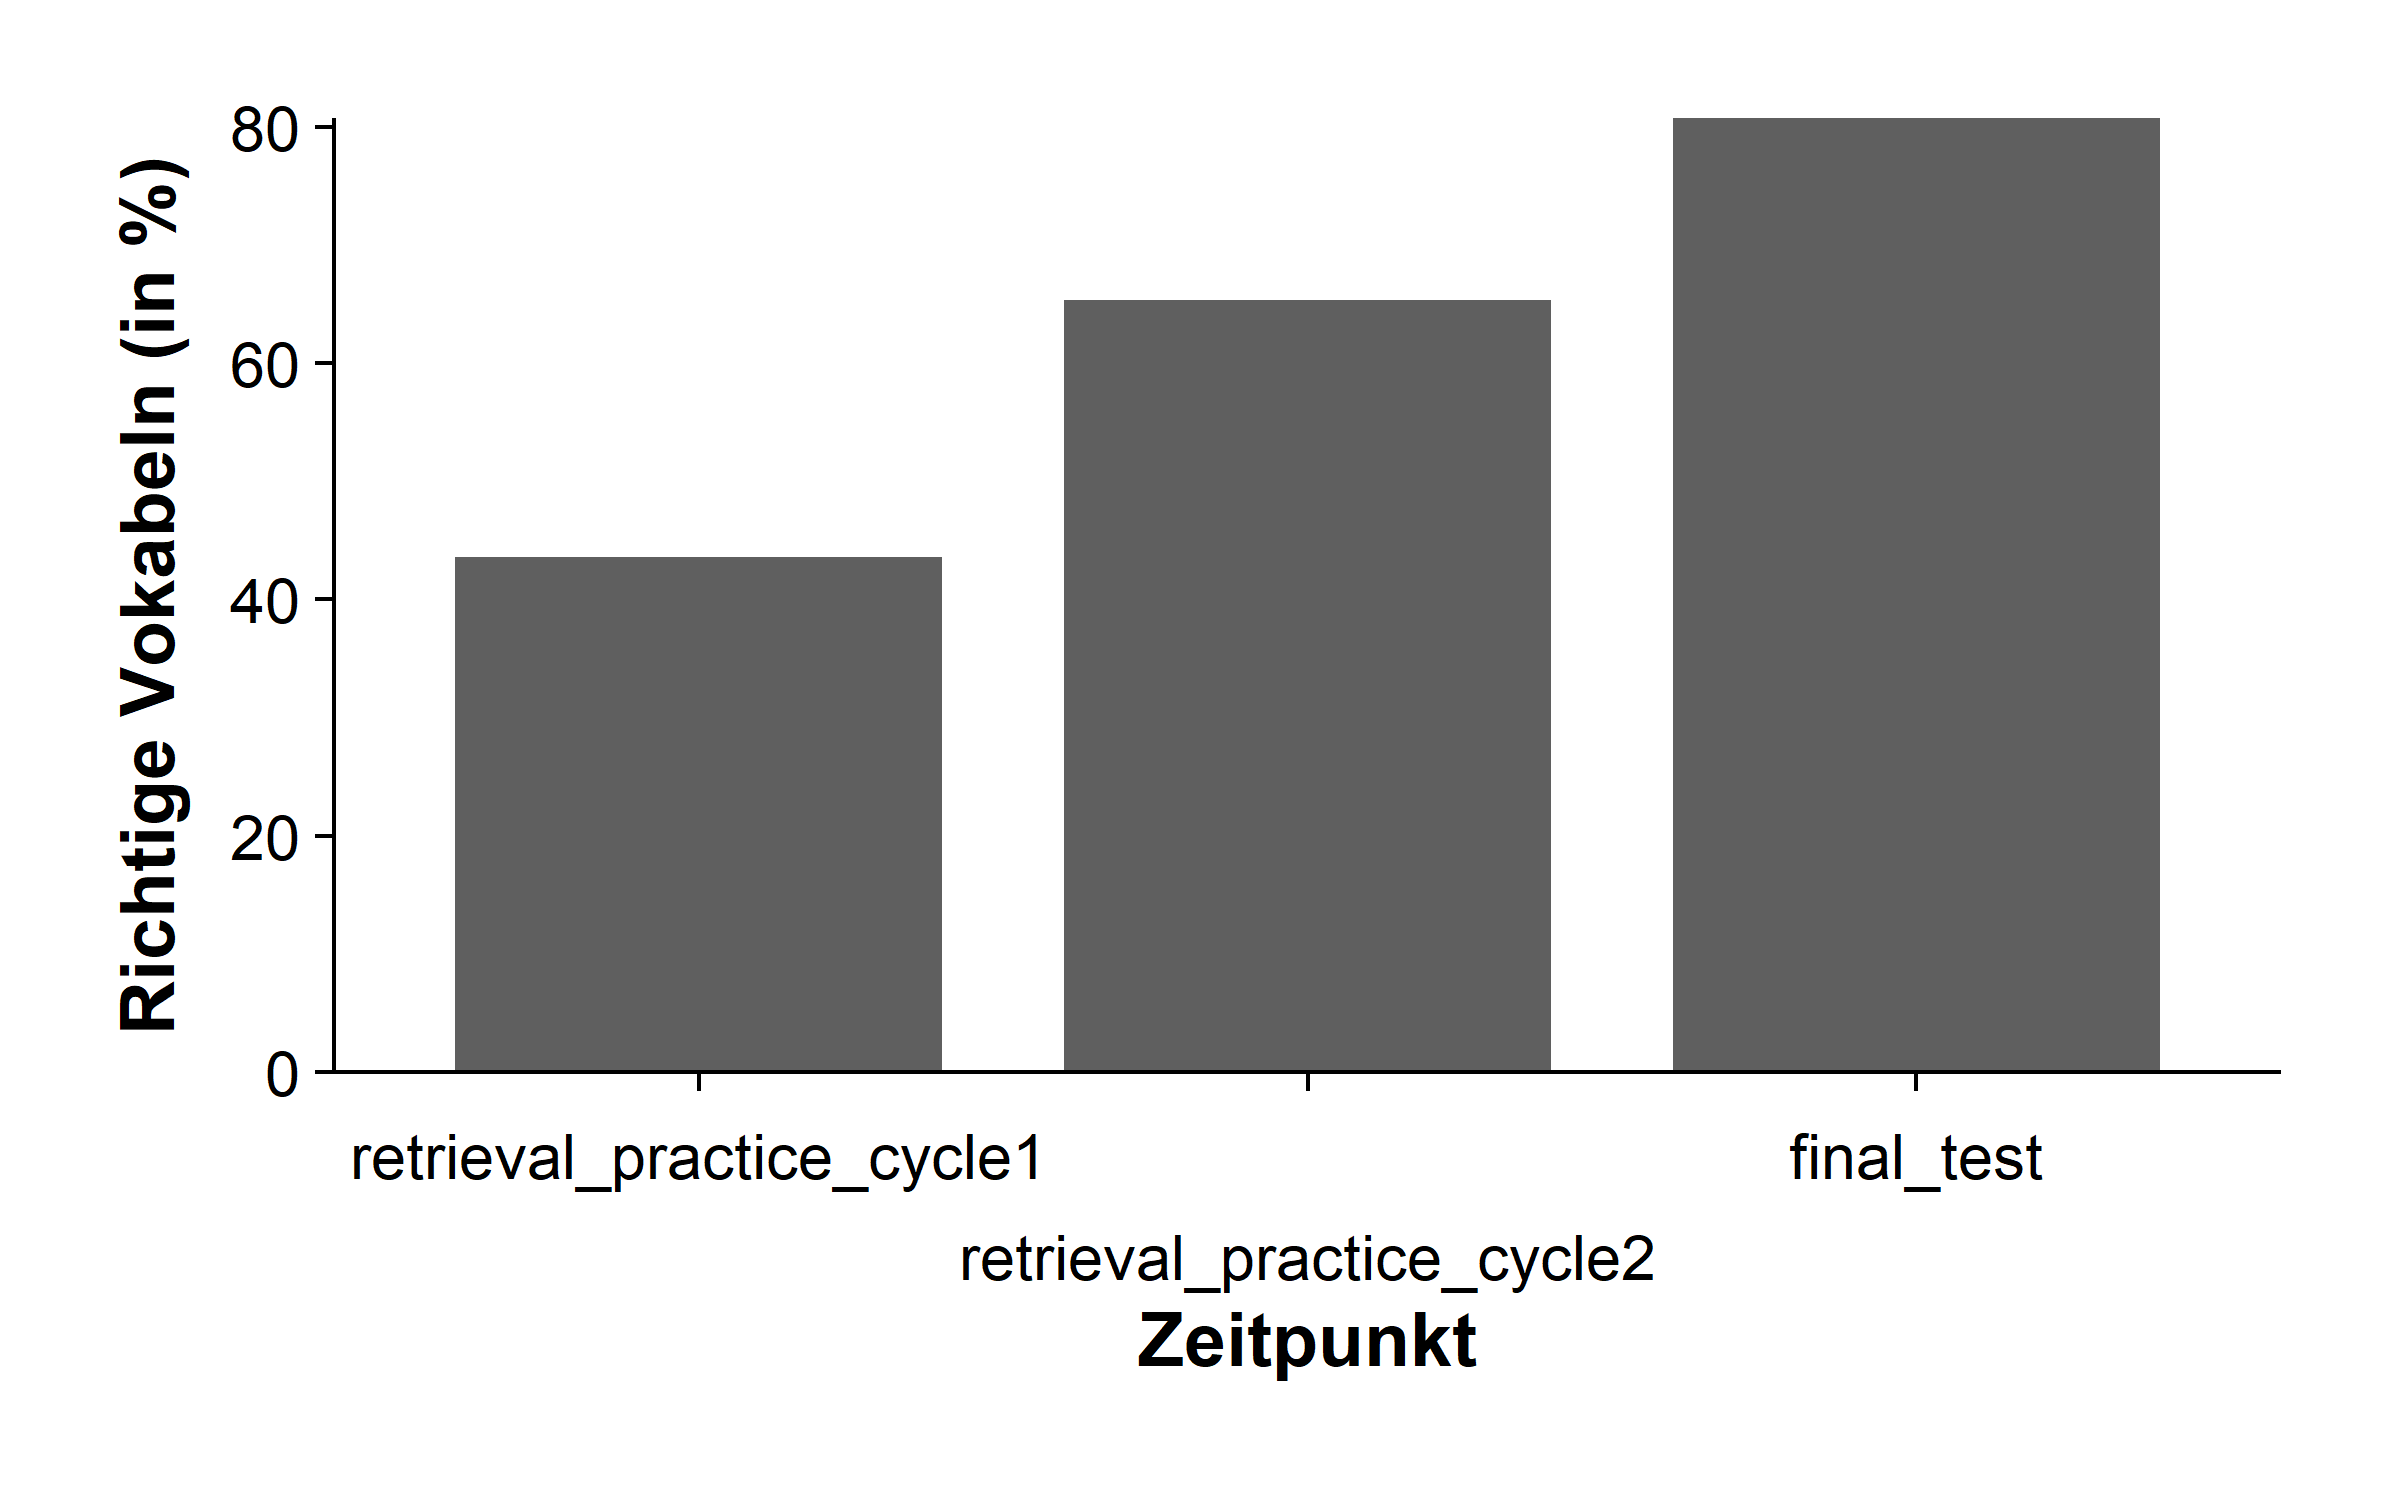 Richtige Vokabeln (in %)
80
60
40
20
0
retrieval_practice_cycle1
final_test
retrieval_practice_cycle2
Zeitpunkt